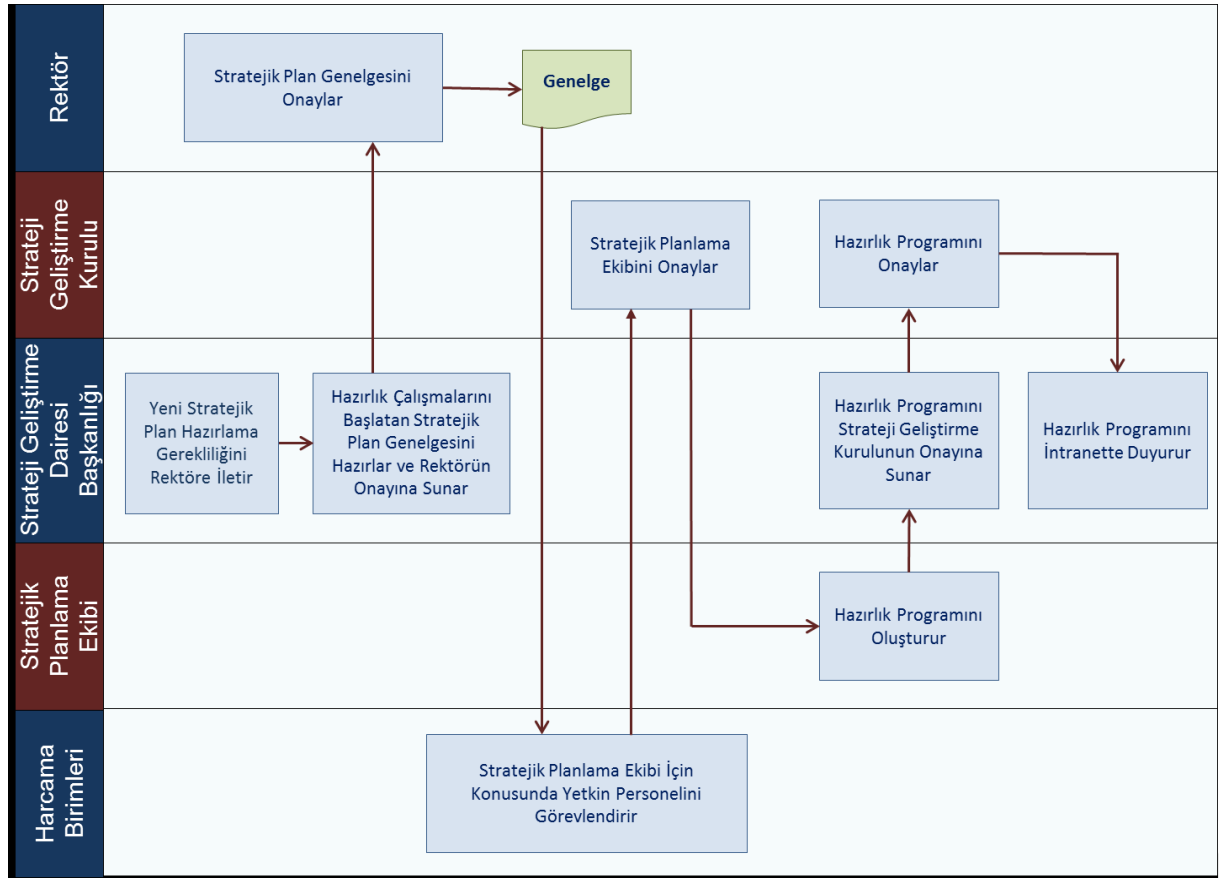 Rektör
Stratejik Plan Genelgesini
Onaylar
Genelge
Strateji
Geliştirme
Kurulu
Stratejik Planlama
Ekibini Onaylar
Hazırlık Programını
Onaylar
Strateji Geliştirme
Dairesi
Başkanlığı
Yeni Stratejik
Plan Hazırlama
Gerekliliğini
Rektöre İletir
Hazırlık Çalışmalarını
Başlatan Stratejik
Plan Genelgesini
Hazırlar ve Rektörün
Onayına Sunar
Hazırlık Programını
Strateji Geliştirme
Kurulunun Onayına
Sunar
Hazırlık Programını
İntranette Duyurur
Stratejik
Planlama
Ekibi
Hazırlık Programını
Oluşturur
Harcama
Birimleri
Stratejik Planlama Ekibi İçin
Konusunda Yetkin Personelini
Görevlendirir